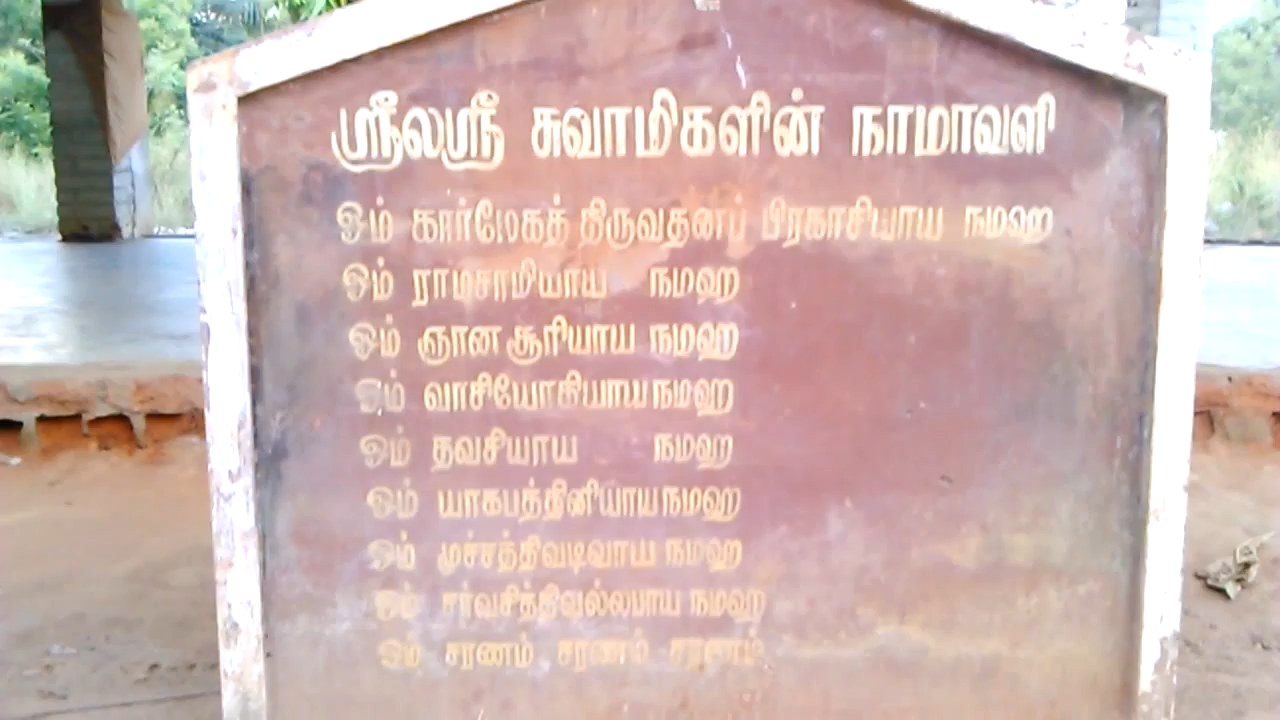 ஸ்ரீலஸ்ரீ சுவாமிகளின் நாமாவளி
ஓம் கார்மேகத் திருவதனப் பிரகாசியாய நமஹ
ஓம் ராமசாமியாய நமஹ
ஓம் ஞான சூரியாய நமஹ
ஓம் வாசியோகியாய நமஹ
ஓம் தவசியாய நமஹ
ஓம் யாகபத்தினியாய நமஹ
ஓம் முச்சத்திவடிவாய நமஹ
ஓம் சர்வசித்திவல்லபாய நமஹ
ஓம் சரணம் சரணம் சரணம்